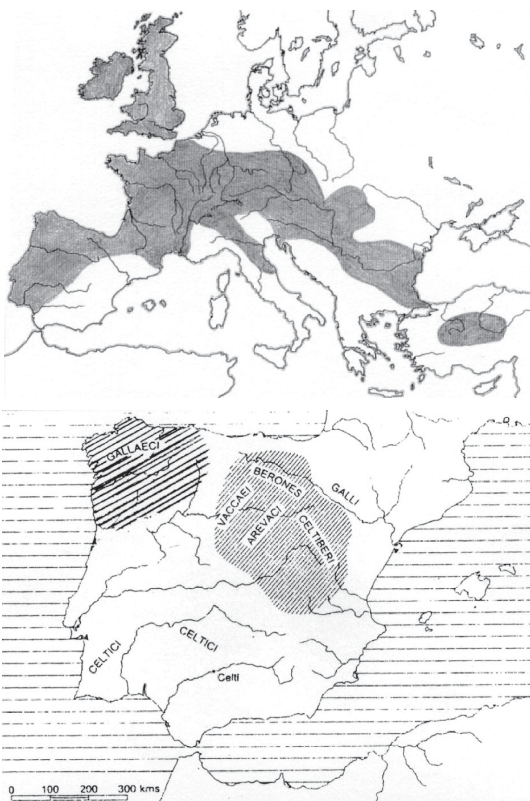 GALLAECI
BERONES
GALLI
VACCAEI
AREVACI
CELTIBERI
CELTICI
CELTICI
Celti
0 100 200 300 kms